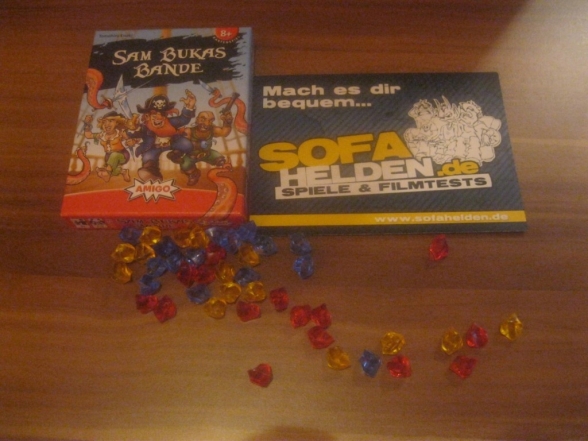 8+
SAM BUKAS
BANDE
AMIGO
Mach es dir
bequem...
SOFA
HELDEN.de
SPIELE & FILMTESTS
www.sofahelden.de